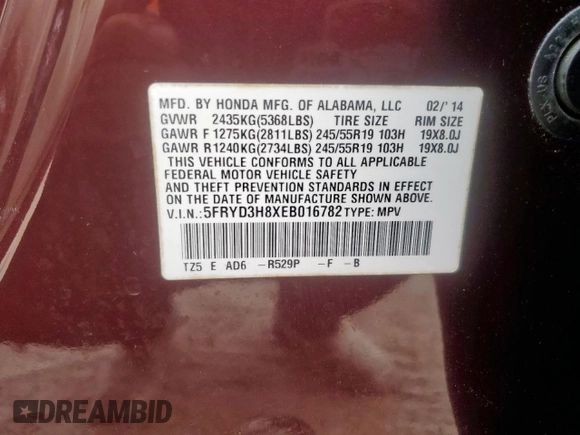 MFD. BY HONDA MFG. OF ALABAMA, LLC 02/'14
GVWR 2435KG(5368LBS) TIRE SIZE RIM SIZE
GAWR F 1275KG(2811LBS) 245/55R19 103H 19X8.0J
GAWR R1240KG(2734LBS) 245/55R19 103H 19X8.0J
THIS VEHICLE CONFORMS TO ALL APPLICABLE
FEDERAL MOTOR VEHICLE SAFETY
AND THEFT PREVENTION STANDARDS IN EFFECT
ON THE DATE OF MANUFACTURE SHOWN ABOVE.
V.I.N.:5FRYD3H8XEB016782 TYPE: MPV
TZ5 E AD6 -R529P -F -B
DREAMBID